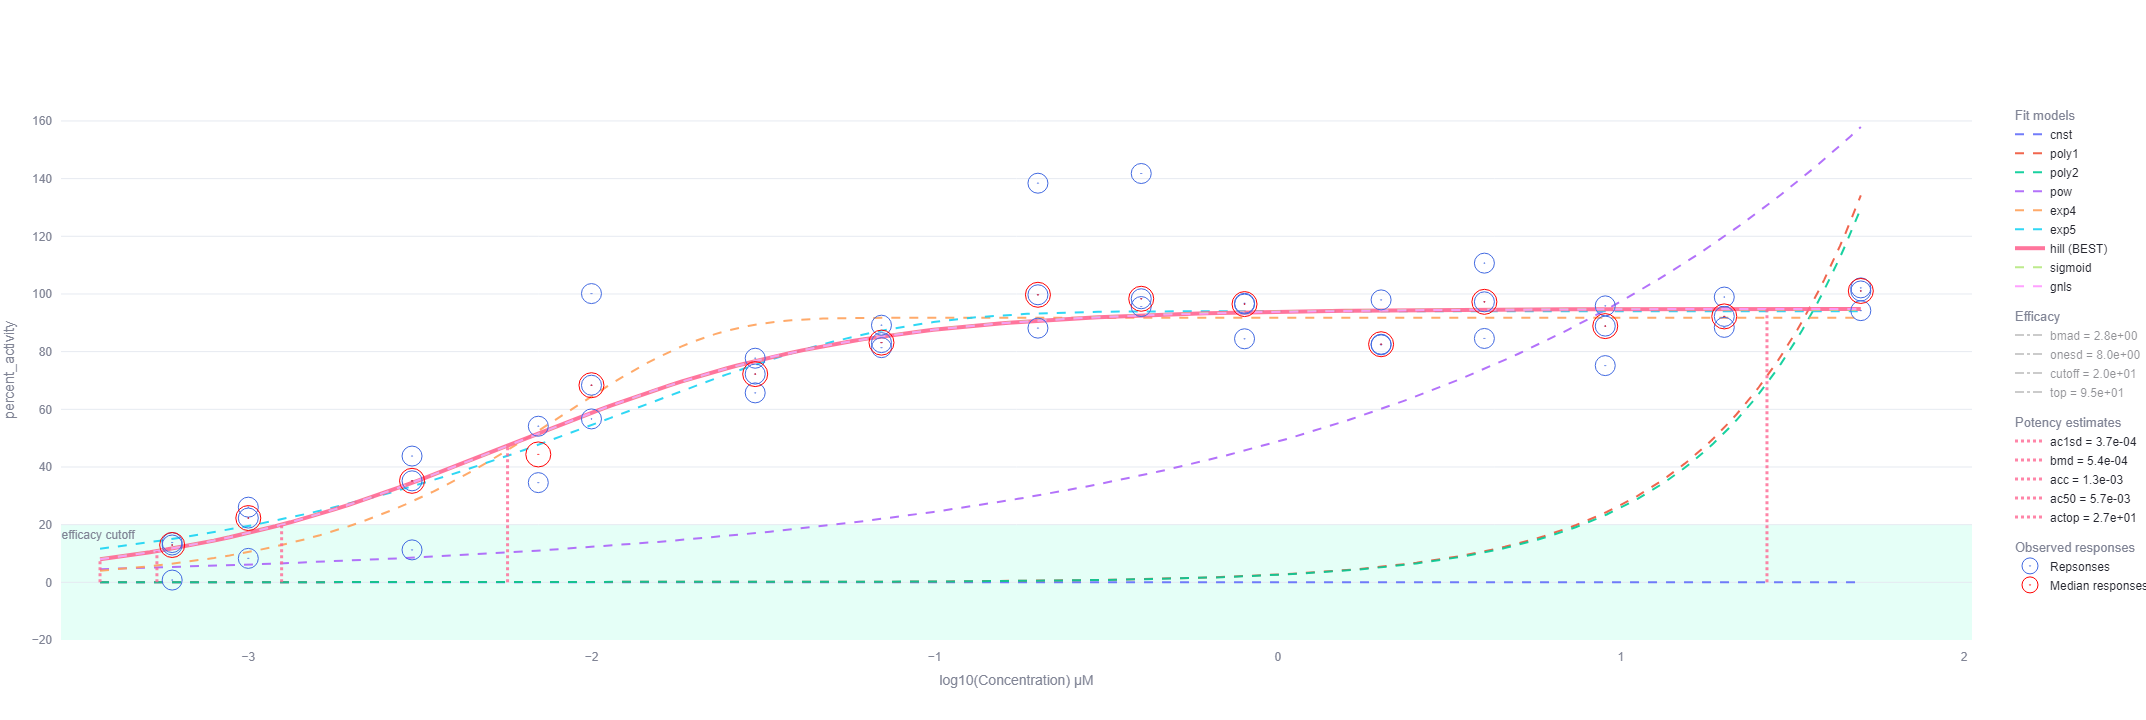 160
140
120
100
80
60
40
20
0
−20
percent_activity
efficacy cutoff
−3
−2
−1
0
1
2
log10(Concentration) μM
Fit models
cnst
poly1
poly2
pow
exp4
exp5
hill (BEST)
sigmoid
gnls
Efficacy
bmad = 2.8e+00
onesd = 8.0e+00
cutoff = 2.0e+01
top = 9.5e+01
Potency estimates
ac1sd = 3.7e-04
bmd = 5.4e-04
acc = 1.3e-03
ac50 = 5.7e-03
actop = 2.7e+01
Observed responses
Repsonses
Median responses